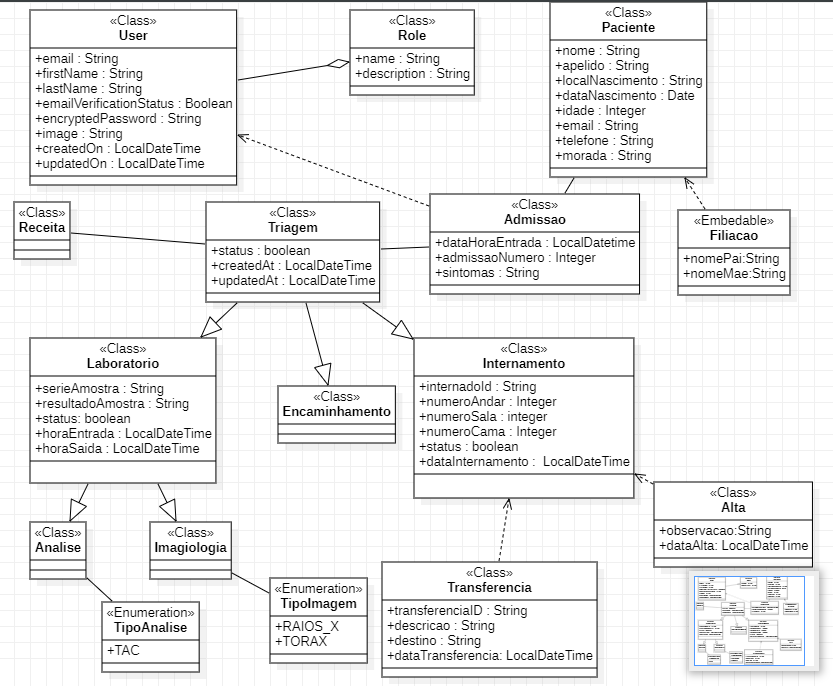 «Class»
User
+email : String
+firstName : String
+lastName : String
+emailVerificationStatus : Boolean
+encryptedPassword : String
+image : String
+createdOn : LocalDateTime
+updatedOn : LocalDateTime
«Class»
Role
+name : String
+description : String
«Class»
Paciente
+nome : String
+apelido : String
+localNascimento : String
+dataNascimento : Date
+idade : Integer
+email : String
+telefone : String
+morada : String
«Class»
Receita
«Class»
Triagem
+status : boolean
+createdAt : LocalDateTime
+updatedAt : LocalDateTime
«Class»
Admissao
+dataHoraEntrada : LocalDatetime
+admissaoNumero : Integer
+sintomas : String
«Embedable»
Filiacao
+nomePai:String
+nomeMae:String
«Class»
Laboratorio
+serieAmostra : String
+resultadoAmostra : String
+status: boolean
+horaEntrada : LocalDateTime
+horaSaida : LocalDateTime
«Class»
Encaminhamento
«Class»
Internamento
+internadoId : String
+numeroAndar : Integer
+numeroSala : integer
+numeroCama : Integer
+status : boolean
+dataInternamento : LocalDateTime
«Class»
Alta
+observacao:String
+dataAlta: LocalDateTime
«Class»
Analise
«Class»
Imagiologia
«Enumeration»
TipoAnalise
+TAC
«Enumeration»
TipoImagem
+RAIOS_X
+TORAX
«Class»
Transferencia
+transferenciaID : String
+descricao : String
+destino : String
+dataTransferencia: LocalDateTime